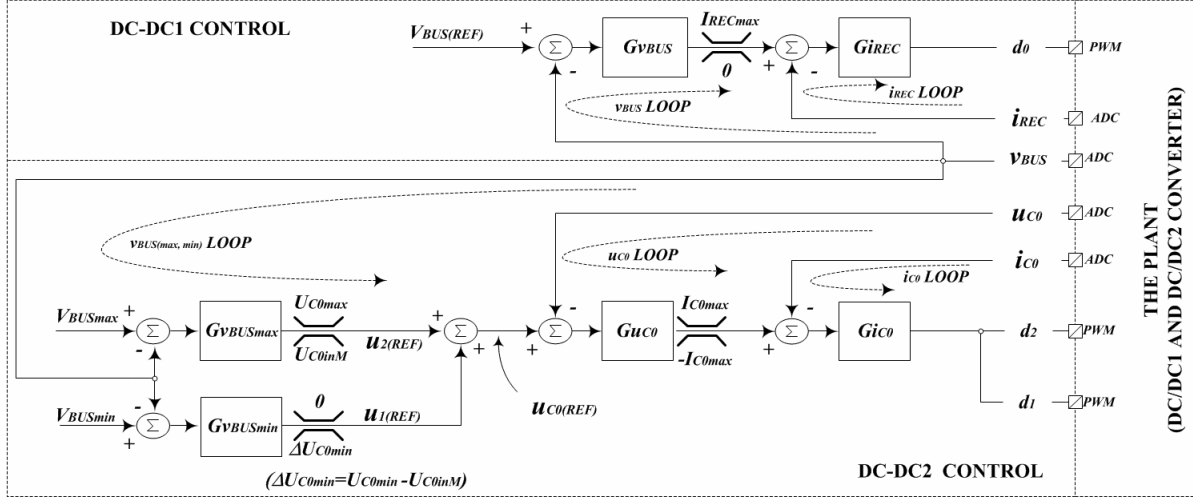 DC-DC1 CONTROL
VBUS(REF)
+
Σ
-
GvBUS
IRECmax
0
+
Σ
-
GiREC
d0
PWM
vBUS LOOP
iREC LOOP
iREC
ADC
vBUS
ADC
uC0
ADC
vBUS(max, min) LOOP
uC0 LOOP
iC0
ADC
iC0 LOOP
VBUSmax
+
Σ
-
GvBUSmax
UC0max
UC0inM
u2(REF)
+
Σ
+
+
Σ
-
GuC0
IC0max
-IC0max
+
Σ
-
GiC0
d2
PWM
VBUSmin
-
Σ
+
GvBUSmin
0
ΔUC0min
u1(REF)
uC0(REF)
d1
PWM
(ΔUC0min=UC0min -UC0inM)
DC-DC2 CONTROL
THE PLANT
(DC/DC1 AND DC/DC2 CONVERTER)